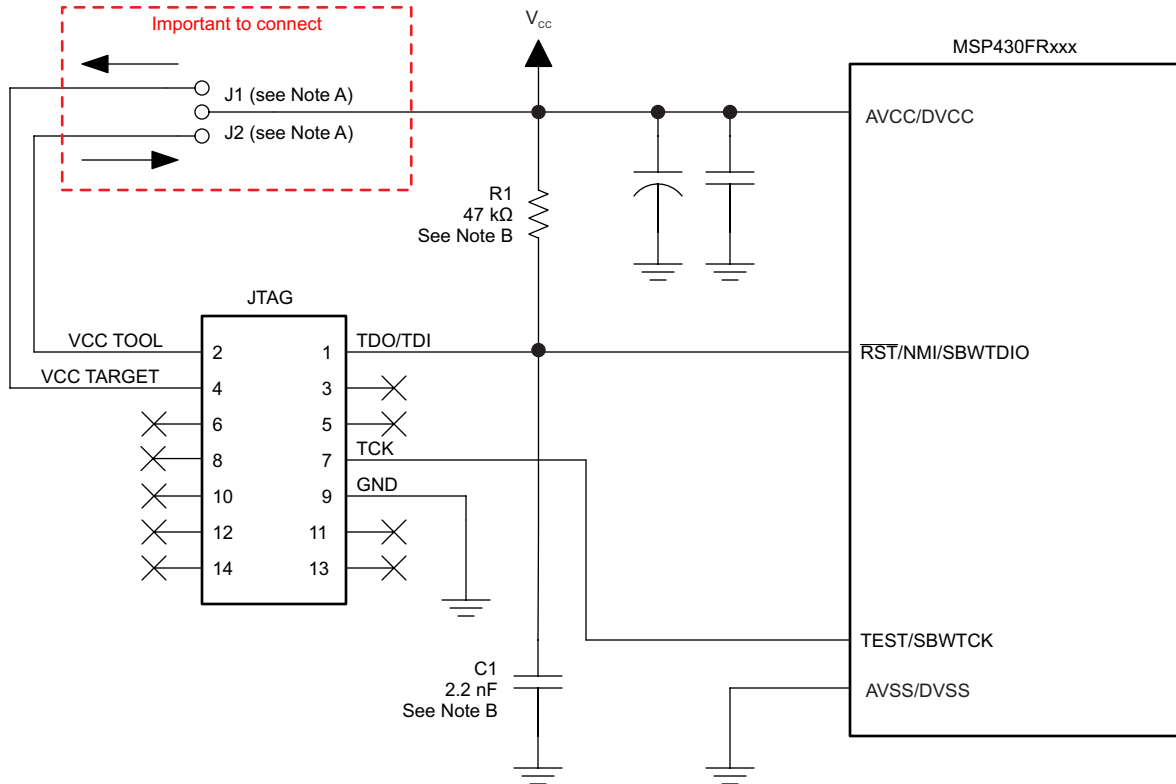 Important to connect
V_CC
MSP430FRxxx
J1 (see Note A)
AVCC/DVCC
J2 (see Note A)
R1
47 kΩ
See Note B
JTAG
VCC TOOL
2
1
TDO/TDI
R̅S̅T̅/NMI/SBWTDIO
VCC TARGET
4
3
6
5
8
7
TCK
10
9
GND
12
11
14
13
TEST/SBWTCK
C1
2.2 nF
See Note B
AVSS/DVSS